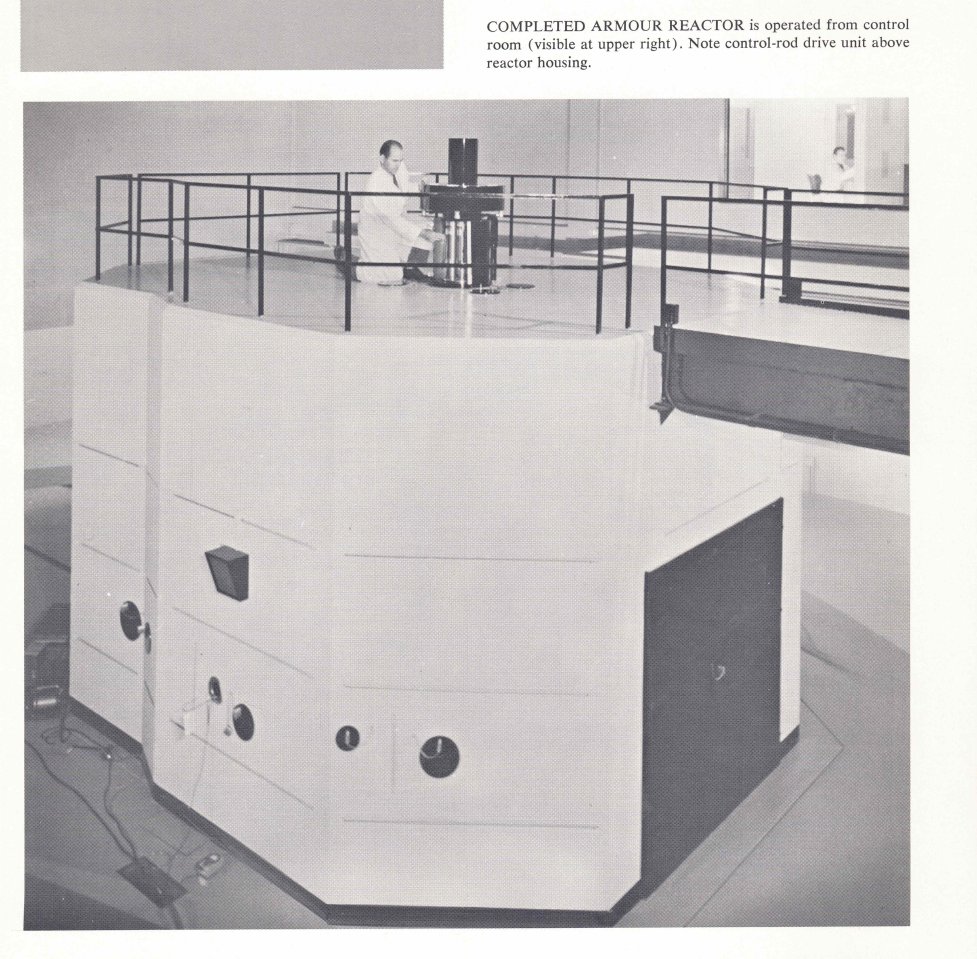 COMPLETED ARMOUR REACTOR is operated from control
room (visible at upper right). Note control-rod drive unit above
reactor housing.